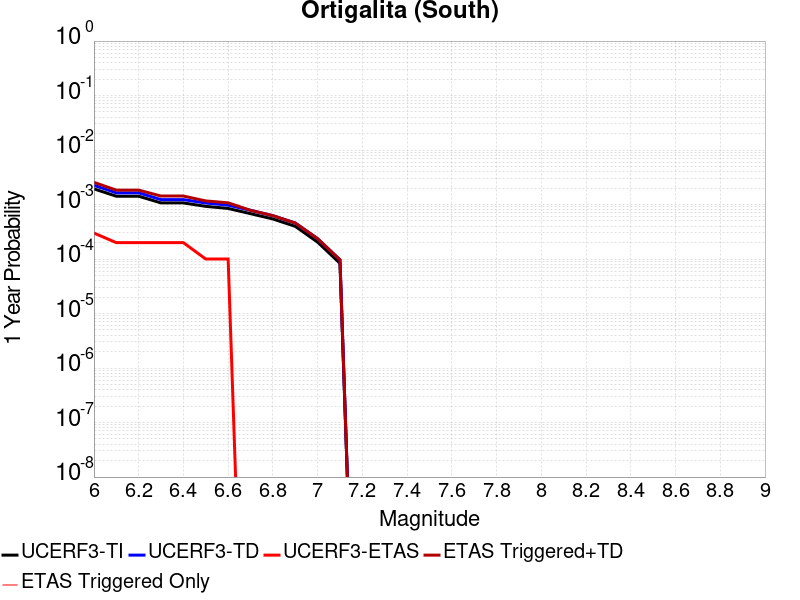 Ortigalita (South)
1 Year Probability
10^0
10^-1
10^-2
10^-3
10^-4
10^-5
10^-6
10^-7
10^-8
6 6.2 6.4 6.6 6.8 7 7.2 7.4 7.6 7.8 8 8.2 8.4 8.6 8.8 9
Magnitude
UCERF3-TI UCERF3-TD UCERF3-ETAS ETAS Triggered+TD
ETAS Triggered Only